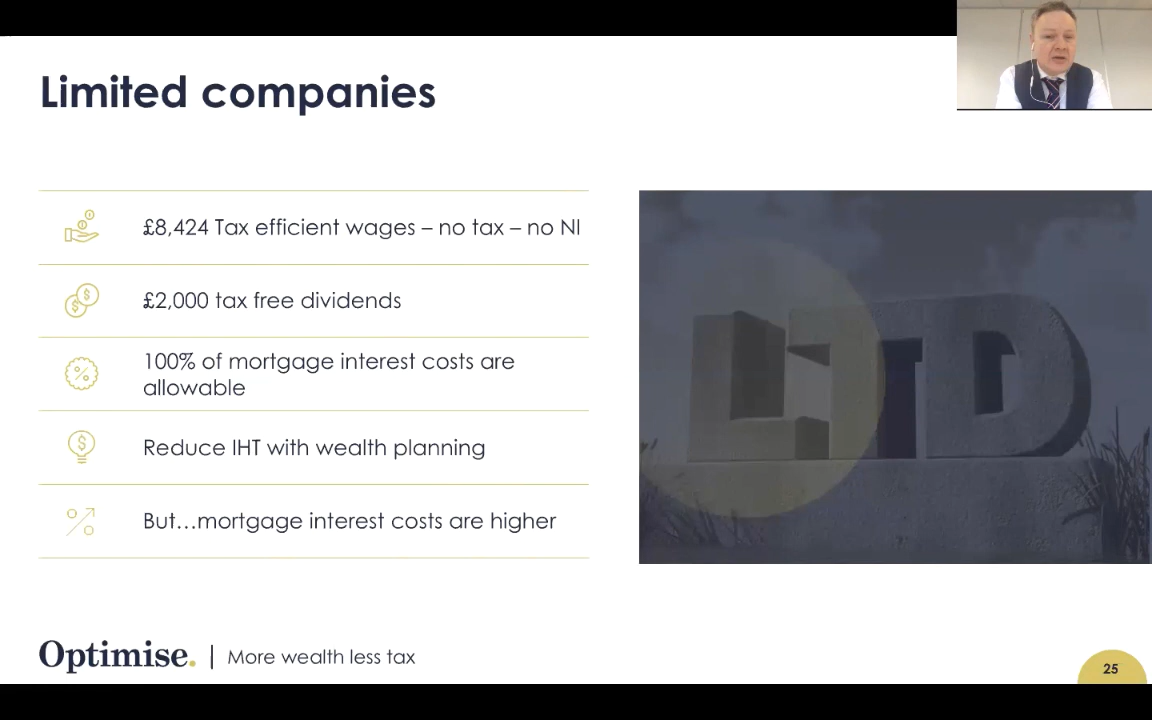 Limited companies
£8,424 Tax efficient wages – no tax – no NI
£2,000 tax free dividends
100% of mortgage interest costs are
allowable
Reduce IHT with wealth planning
But...mortgage interest costs are higher
LTD
Optimise. | More wealth less tax
25